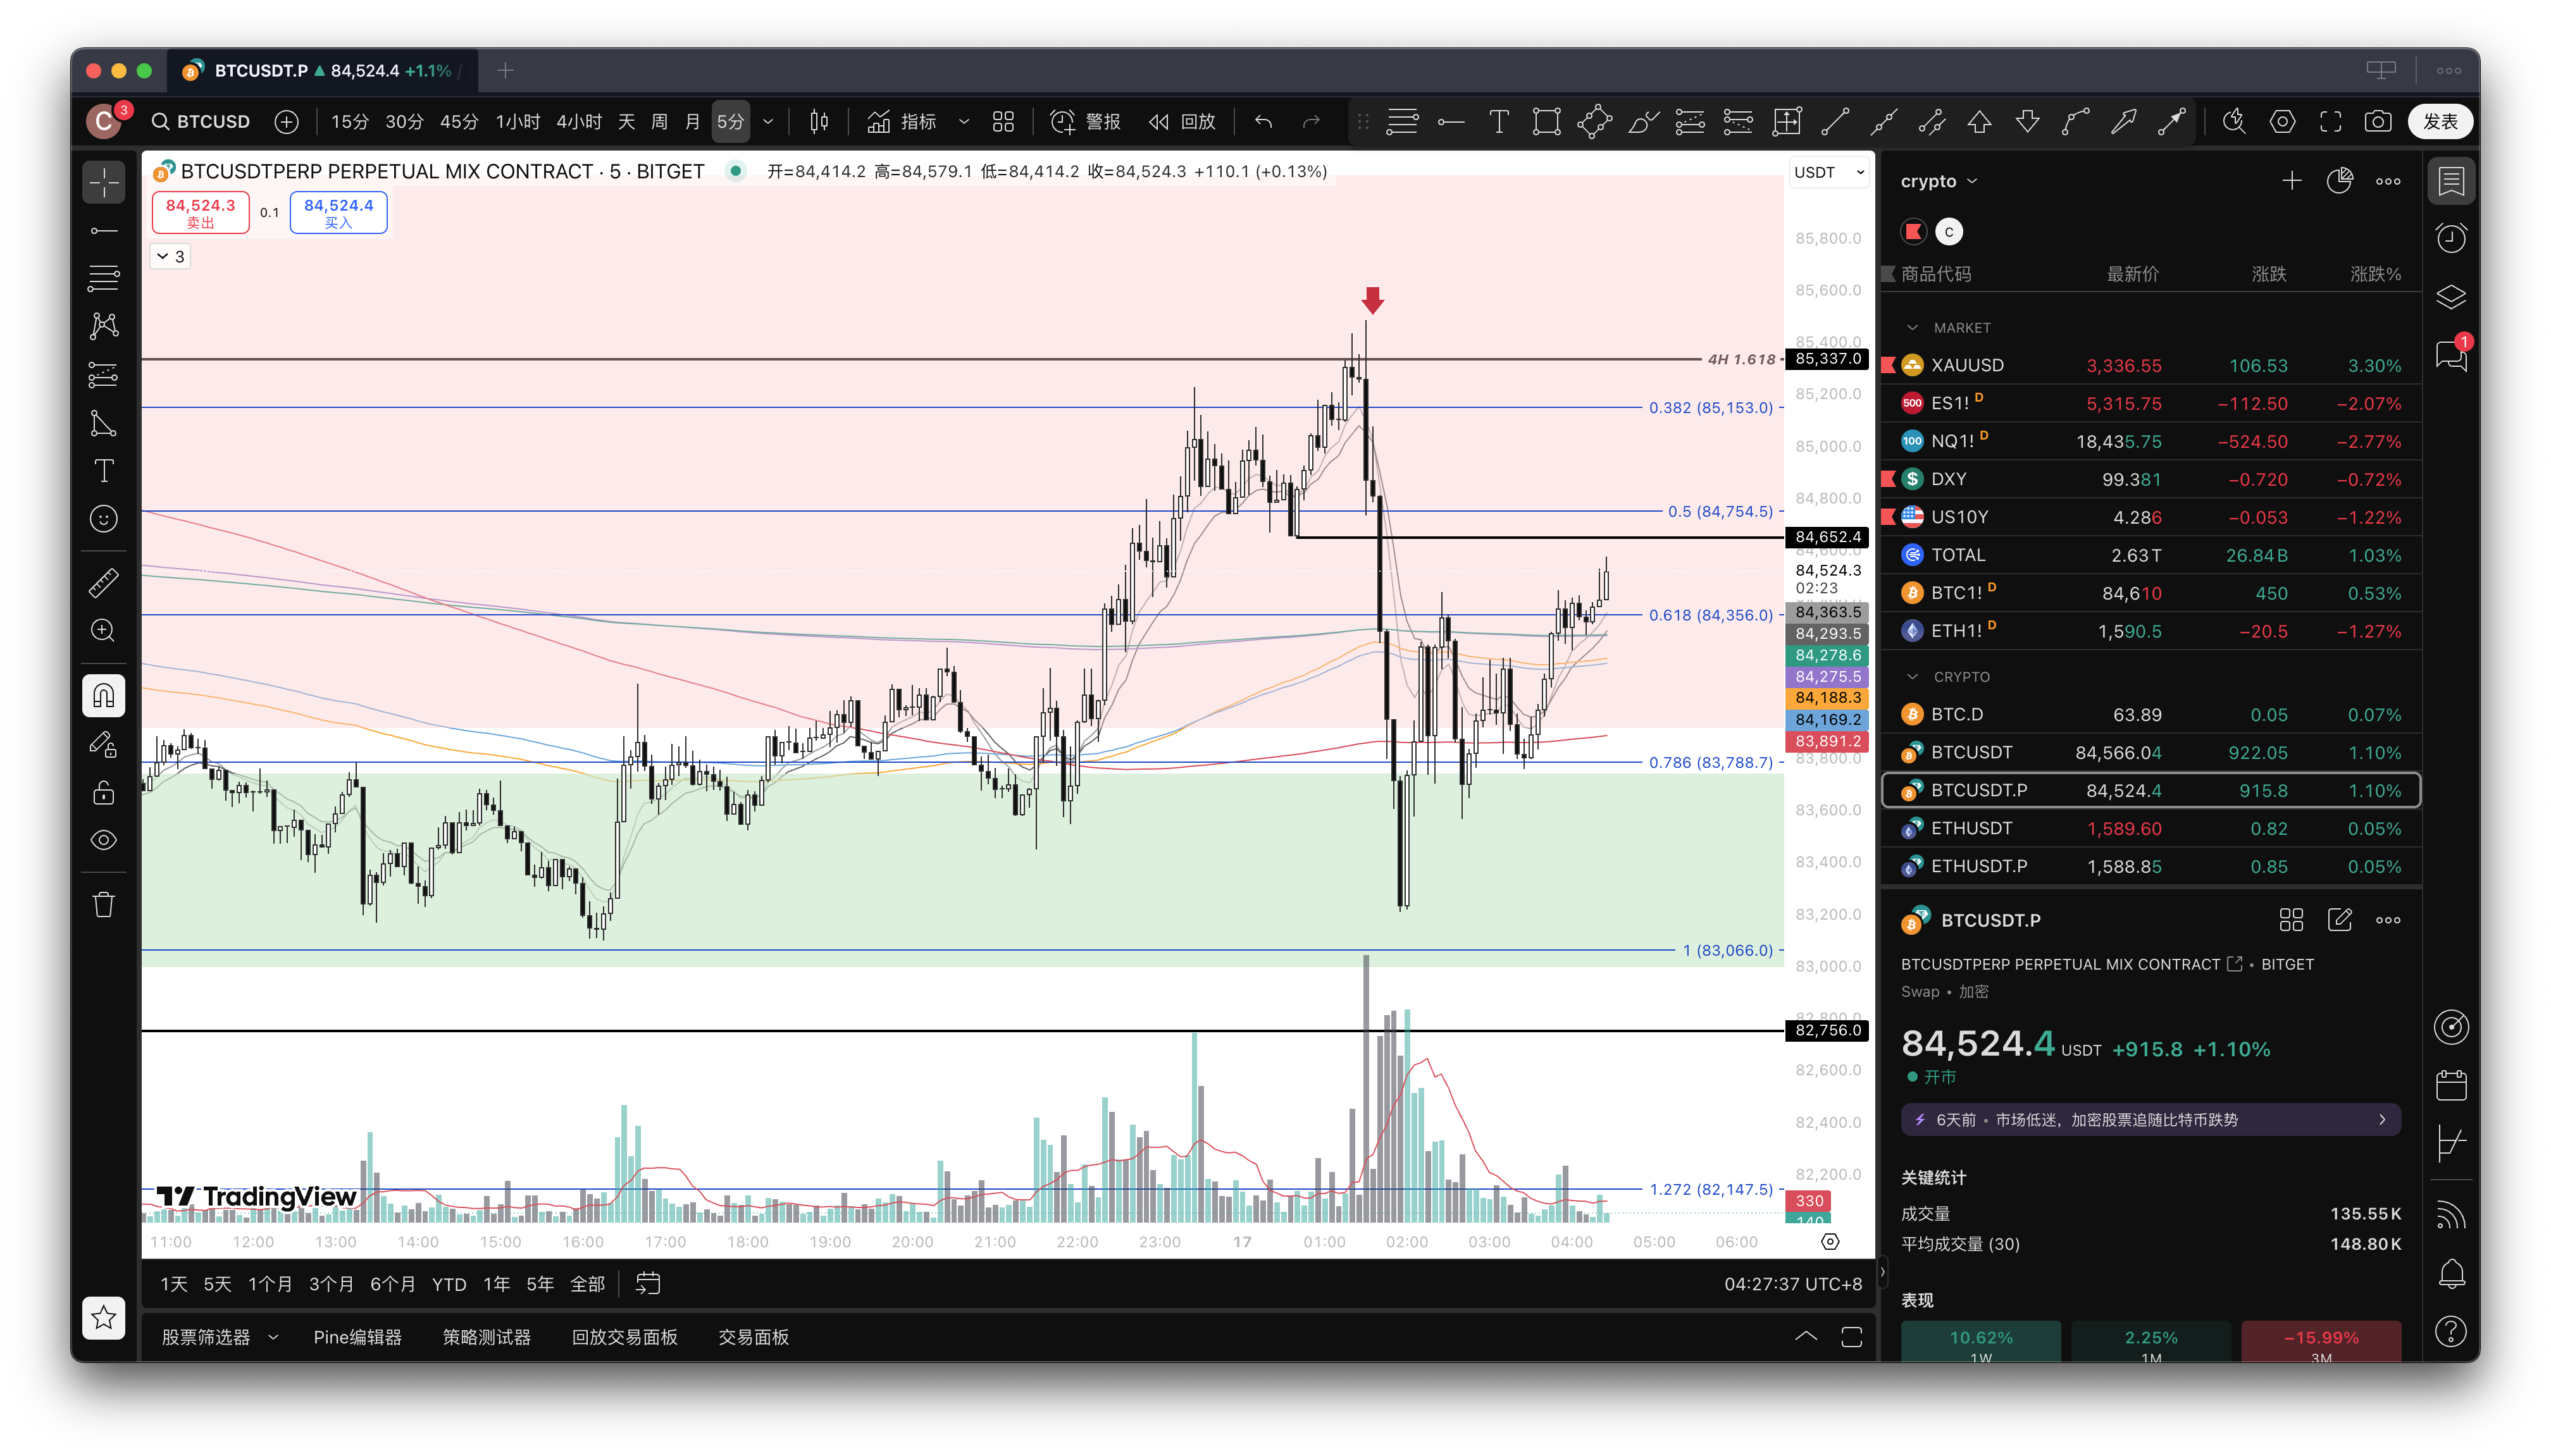 BTCUSDT.P ▲ 84,524.4 +1.1% /
C 3
BTCUSD
15分 30分 45分 1小时 4小时 天 周 月 5分
指标
警报
回放
发表
BTCUSDTPERP PERPETUAL MIX CONTRACT · 5 · BITGET
开=84,414.2 高=84,579.1 低=84,414.2 收=84,524.3 +110.1 (+0.13%)
84,524.3
卖出
0.1
84,524.4
买入
3
USDT
85,800.0
85,600.0
85,400.0
4H 1.618
85,337.0
85,200.0
0.382 (85,153.0)
85,000.0
84,800.0
0.5 (84,754.5)
84,652.4
84,600.0
84,524.3
02:23
0.618 (84,356.0)
84,363.5
84,293.5
84,278.6
84,275.5
84,188.3
84,169.2
83,891.2
83,800.0
0.786 (83,788.7)
83,600.0
83,400.0
83,200.0
1 (83,066.0)
83,000.0
82,800.0
82,756.0
82,600.0
82,400.0
82,200.0
1.272 (82,147.5)
330
140
TradingView
11:00 12:00 13:00 14:00 15:00 16:00 17:00 18:00 19:00 20:00 21:00 22:00 23:00 17 01:00 02:00 03:00 04:00 05:00 06:00
1天 5天 1个月 3个月 6个月 YTD 1年 5年 全部
04:27:37 UTC+8
股票筛选器 Pine编辑器 策略测试器 回放交易面板 交易面板
crypto
C
商品代码 最新价 涨跌 涨跌%
MARKET
XAUUSD 3,336.55 106.53 3.30%
500 ES1! D 5,315.75 −112.50 −2.07%
100 NQ1! D 18,435.75 −524.50 −2.77%
DXY 99.381 −0.720 −0.72%
US10Y 4.286 −0.053 −1.22%
TOTAL 2.63 T 26.84 B 1.03%
BTC1! D 84,610 450 0.53%
ETH1! D 1,590.5 −20.5 −1.27%
CRYPTO
BTC.D 63.89 0.05 0.07%
BTCUSDT 84,566.04 922.05 1.10%
BTCUSDT.P 84,524.4 915.8 1.10%
ETHUSDT 1,589.60 0.82 0.05%
ETHUSDT.P 1,588.85 0.85 0.05%
BTCUSDT.P
BTCUSDTPERP PERPETUAL MIX CONTRACT • BITGET
Swap • 加密
84,524.4 USDT +915.8 +1.10%
开市
6天前 • 市场低迷，加密股票追随比特币跌势
关键统计
成交量 135.55 K
平均成交量 (30) 148.80 K
表现
10.62% 2.25% −15.99%
1W 1M 3M
1